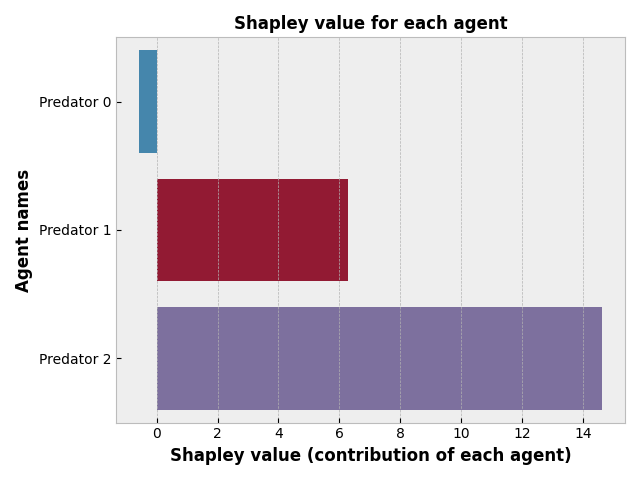 Shapley value for each agent
Agent names
Predator 0
Predator 1
Predator 2
0 2 4 6 8 10 12 14
Shapley value (contribution of each agent)